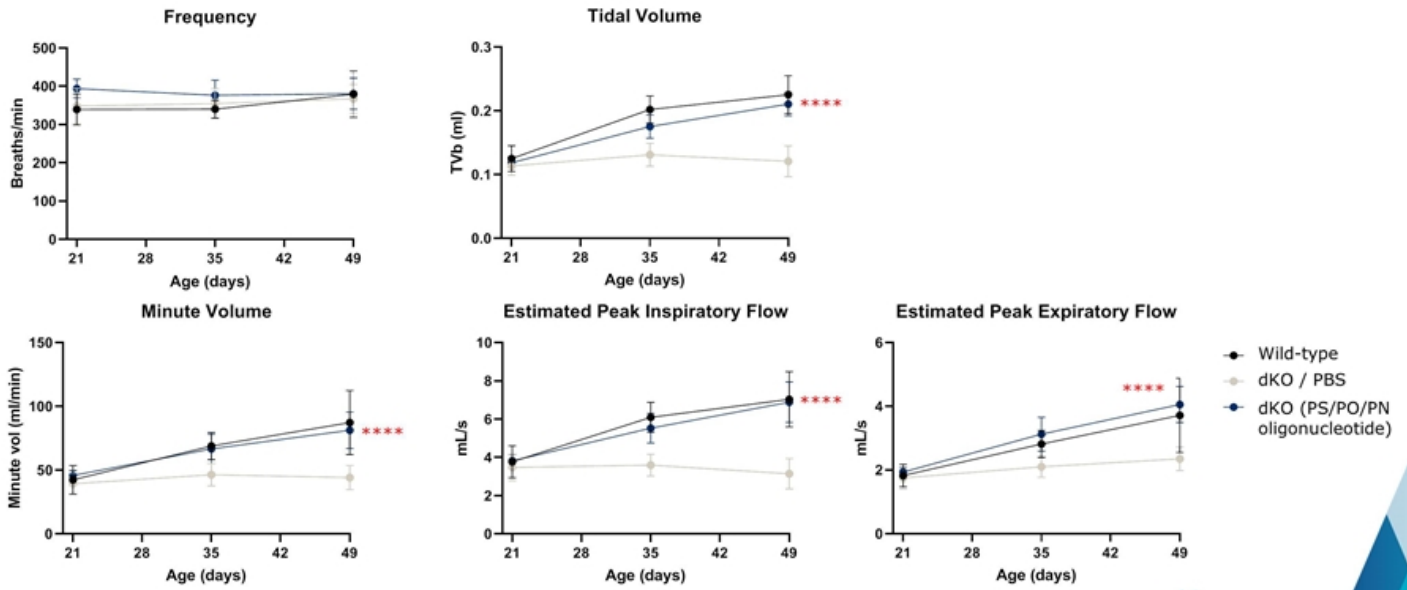 Frequency
500
400
300
200
100
0
Breaths/min
21 28 35 42 49
Age (days)
Tidal Volume
0.3
0.2
0.1
0.0
TVb (ml)
****
21 28 35 42 49
Age (days)
Minute Volume
150
100
50
0
Minute vol (ml/min)
****
21 28 35 42 49
Age (days)
Estimated Peak Inspiratory Flow
10
8
6
4
2
0
mL/s
****
21 28 35 42 49
Age (days)
Estimated Peak Expiratory Flow
6
4
2
0
mL/s
****
21 28 35 42 49
Age (days)
Wild-type
dKO / PBS
dKO (PS/PO/PN
oligonucleotide)